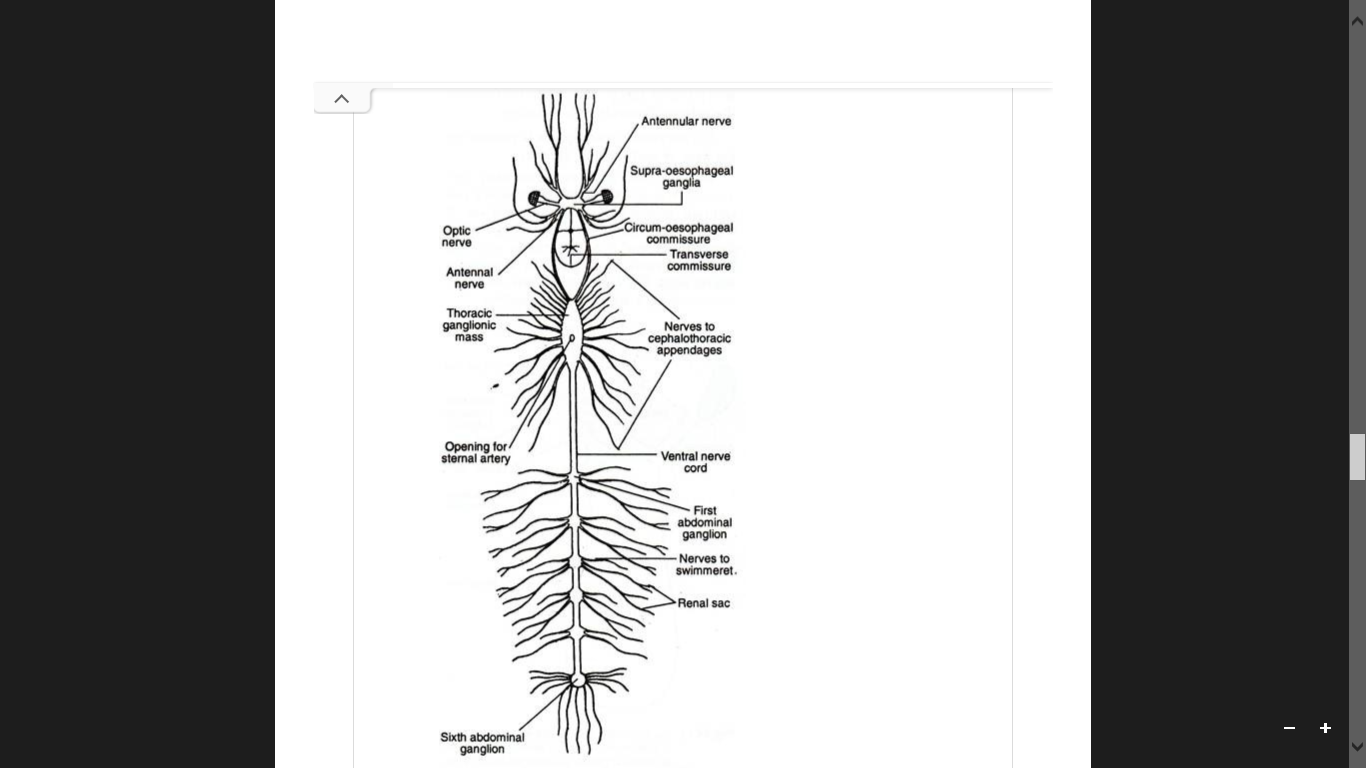 Antennular nerve
Supra-oesophageal
ganglia
Optic
nerve
Circum-oesophageal
commissure
Transverse
commissure
Antennal
nerve
Thoracic
ganglionic
mass
Nerves to
cephalothoracic
appendages
Opening for
sternal artery
Ventral nerve
cord
First
abdominal
ganglion
Nerves to
swimmeret.
Renal sac
Sixth abdominal
ganglion